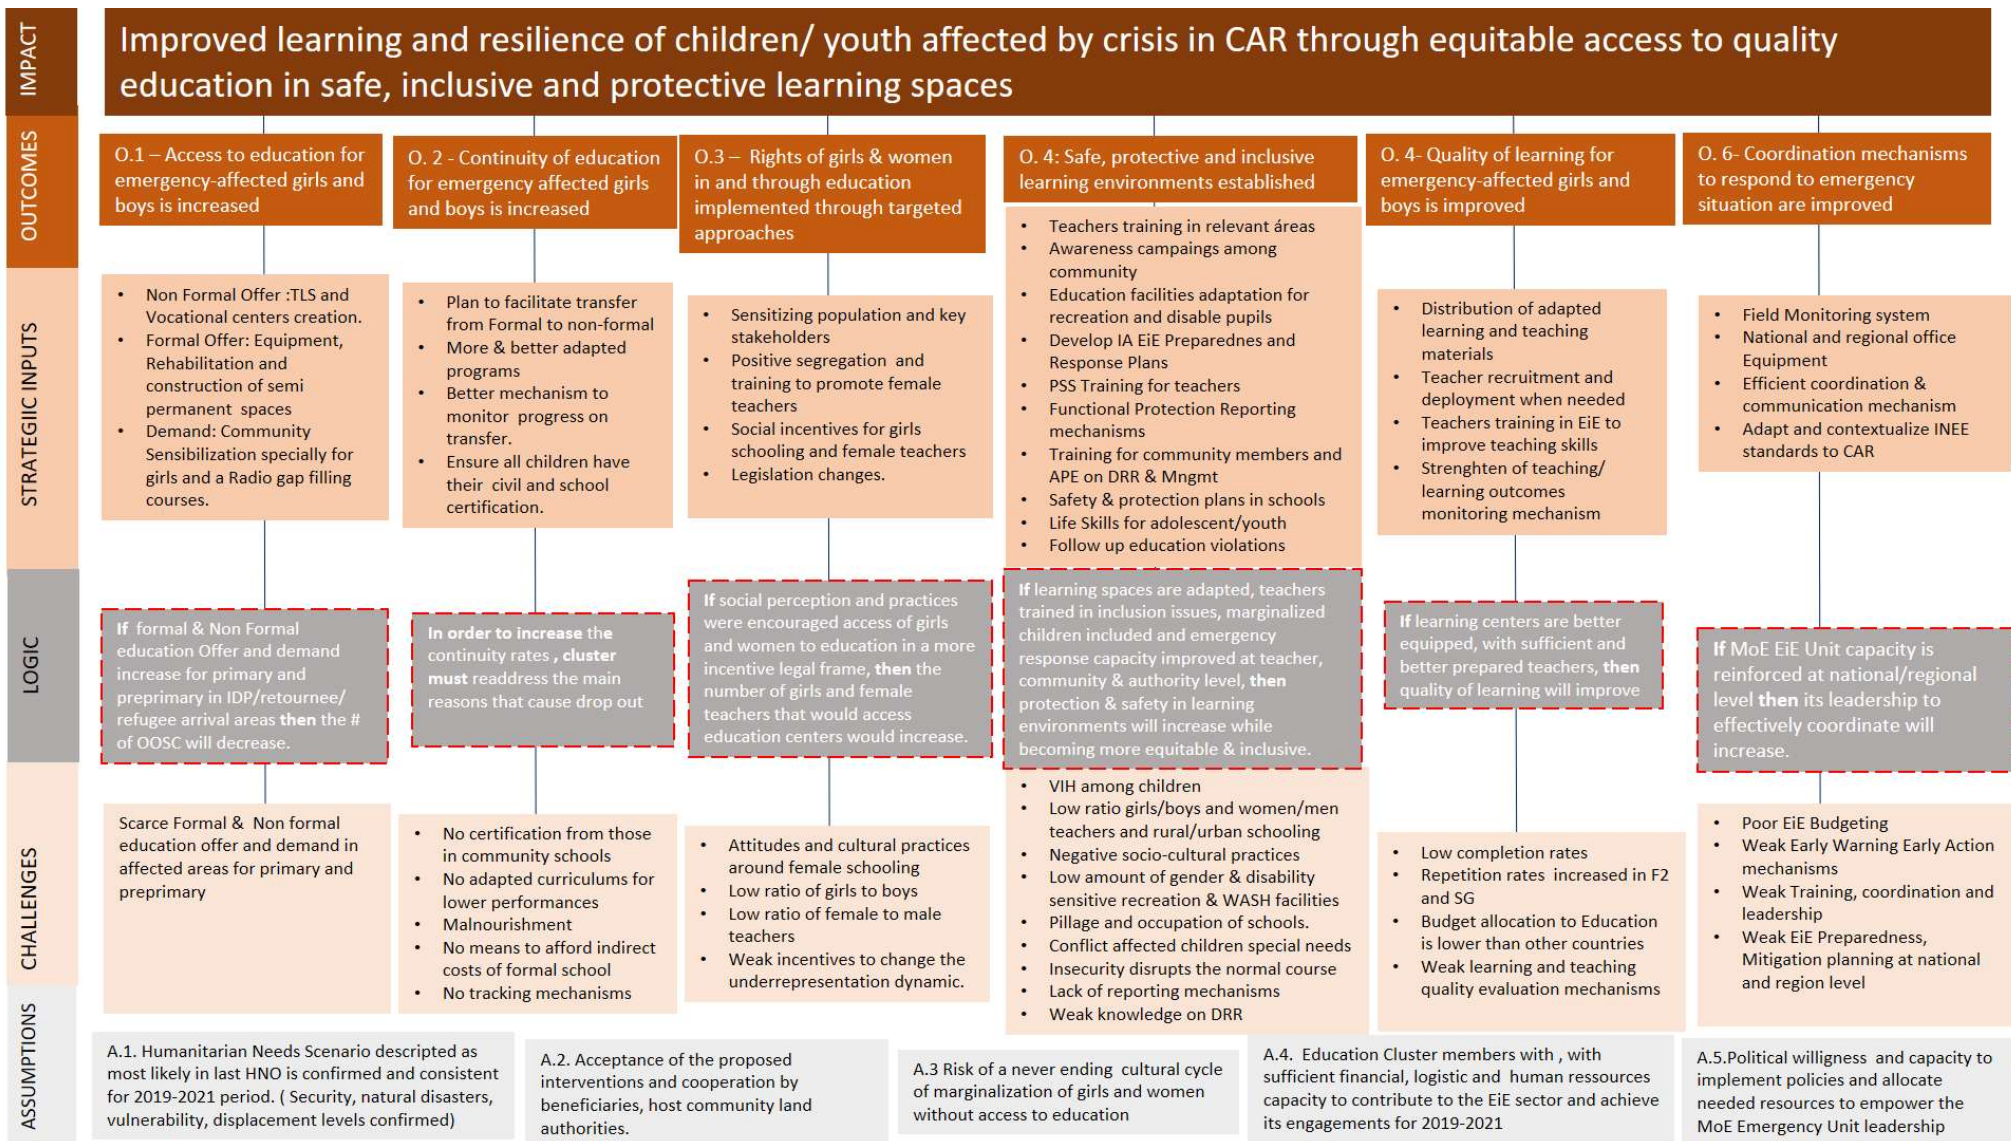 IMPACT
Improved learning and resilience of children/ youth affected by crisis in CAR through equitable access to quality
education in safe, inclusive and protective learning spaces
OUTCOMES
O.1 – Access to education for
emergency-affected girls and
boys is increased
O. 2 - Continuity of education
for emergency affected girls
and boys is increased
O.3 – Rights of girls & women
in and through education
implemented through targeted
approaches
O. 4: Safe, protective and inclusive
learning environments established
O. 4- Quality of learning for
emergency-affected girls and
boys is improved
O. 6- Coordination mechanisms
to respond to emergency
situation are improved
STRATEGIIC INPUTS
• Non Formal Offer :TLS and
Vocational centers creation.
• Formal Offer: Equipment,
Rehabilitation and
construction of semi
permanent spaces
• Demand: Community
Sensibilization specially for
girls and a Radio gap filling
courses.
• Plan to facilitate transfer
from Formal to non-formal
• More & better adapted
programs
• Better mechanism to
monitor progress on
transfer.
• Ensure all children have
their civil and school
certification.
• Sensitizing population and key
stakeholders
• Positive segregation and
training to promote female
teachers
• Social incentives for girls
schooling and female teachers
• Legislation changes.
• Teachers training in relevant áreas
• Awareness campaings among
community
• Education facilities adaptation for
recreation and disable pupils
• Develop IA EiE Preparednes and
Response Plans
• PSS Training for teachers
• Functional Protection Reporting
mechanisms
• Training for community members and
APE on DRR & Mngmt
• Safety & protection plans in schools
• Life Skills for adolescent/youth
• Follow up education violations
• Distribution of adapted
learning and teaching
materials
• Teacher recruitment and
deployment when needed
• Teachers training in EiE to
improve teaching skills
• Strenghten of teaching/
learning outcomes
monitoring mechanism
• Field Monitoring system
• National and regional office
Equipment
• Efficient coordination &
communication mechanism
• Adapt and contextualize INEE
standards to CAR
LOGIC
If formal & Non Formal
education Offer and demand
increase for primary and
preprimary in IDP/retournee/
refugee arrival areas then the #
of OOSC will decrease.
In order to increase the
continuity rates , cluster
must readdress the main
reasons that cause drop out
If social perception and practices
were encouraged access of girls
and women to education in a more
incentive legal frame, then the
number of girls and female
teachers that would access
education centers would increase.
If learning spaces are adapted, teachers
trained in inclusion issues, marginalized
children included and emergency
response capacity improved at teacher,
community & authority level, then
protection & safety in learning
environments will increase while
becoming more equitable & inclusive.
If learning centers are better
equipped, with sufficient and
better prepared teachers, then
quality of learning will improve
If MoE EiE Unit capacity is
reinforced at national/regional
level then its leadership to
effectively coordinate will
increase.
CHALLENGES
Scarce Formal & Non formal
education offer and demand in
affected areas for primary and
preprimary
• No certification from those
in community schools
• No adapted curriculums for
lower performances
• Malnourishment
• No means to afford indirect
costs of formal school
• No tracking mechanisms
• Attitudes and cultural practices
around female schooling
• Low ratio of girls to boys
• Low ratio of female to male
teachers
• Weak incentives to change the
underrepresentation dynamic.
• VIH among children
• Low ratio girls/boys and women/men
teachers and rural/urban schooling
• Negative socio-cultural practices
• Low amount of gender & disability
sensitive recreation & WASH facilities
• Pillage and occupation of schools.
• Conflict affected children special needs
• Insecurity disrupts the normal course
• Lack of reporting mechanisms
• Weak knowledge on DRR
• Low completion rates
• Repetition rates increased in F2
and SG
• Budget allocation to Education
is lower than other countries
• Weak learning and teaching
quality evaluation mechanisms
• Poor EiE Budgeting
• Weak Early Warning Early Action
mechanisms
• Weak Training, coordination and
leadership
• Weak EiE Preparedness,
Mitigation planning at national
and region level
ASSUMPTIONS
A.1. Humanitarian Needs Scenario descripted as
most likely in last HNO is confirmed and consistent
for 2019-2021 period. ( Security, natural disasters,
vulnerability, displacement levels confirmed)
A.2. Acceptance of the proposed
interventions and cooperation by
beneficiaries, host community land
authorities.
A.3 Risk of a never ending cultural cycle
of marginalization of girls and women
without access to education
A.4. Education Cluster members with , with
sufficient financial, logistic and human ressources
capacity to contribute to the EiE sector and achieve
its engagements for 2019-2021
A.5.Political willigness and capacity to
implement policies and allocate
needed resources to empower the
MoE Emergency Unit leadership